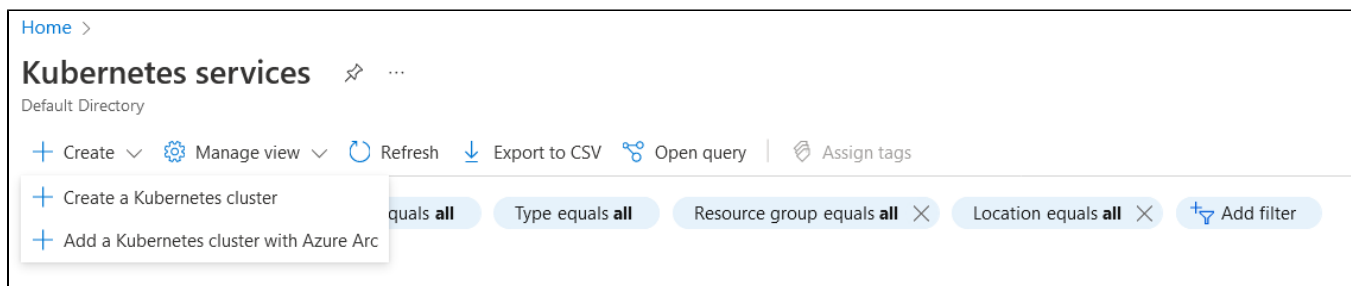 Home >
Kubernetes services ...
Default Directory
Create Manage view Refresh Export to CSV Open query Assign tags
Create a Kubernetes cluster
quals all Type equals all Resource group equals all Location equals all Add filter
Add a Kubernetes cluster with Azure Arc